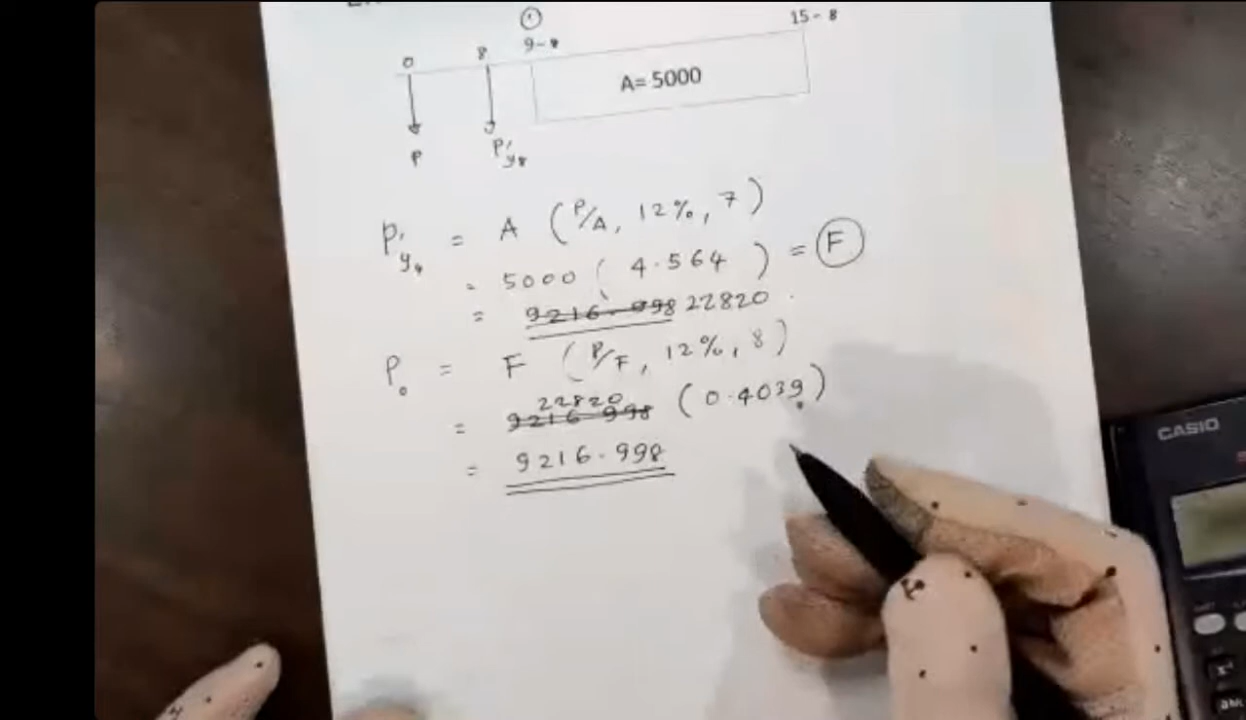 ①
9-8 15-8
0 8
A= 5000
P P'y8
P'y8 = A (P/A, 12%, 7)
= 5000 ( 4.564 ) = F
= 9216.998 22820
P0 = F (P/F, 12%, 8)
22820
= 9216.998 (0.4039)
= 9216.998
CASIO